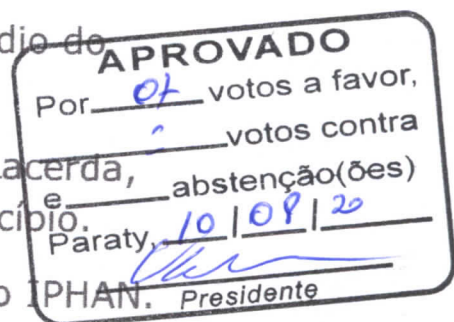 dio do
APROVADO
Por 07 votos a favor,
votos contra
acerda,
e abstenção(ões)
cípio.
Paraty, 10 | 08 | 20
o IPHAN.
Presidente